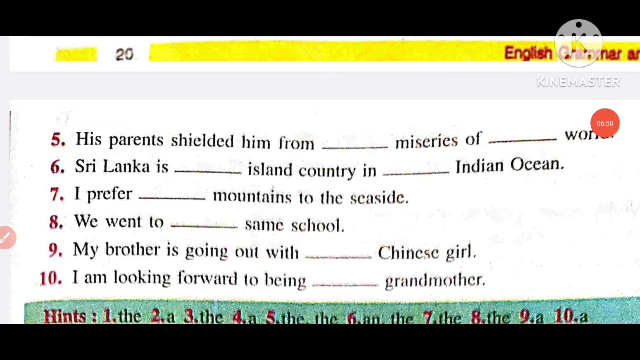 20 English Grammar
KINEMASTER
06:00
5. His parents shielded him from ________ miseries of ________
6. Sri Lanka is ________ island country in ________ Indian Ocean.
7. I prefer ________ mountains to the seaside.
8. We went to ________ same school.
9. My brother is going out with ________ Chinese girl.
10. I am looking forward to being ________ grandmother.
Hints : 1.the 2.a 3.the 4.a 5.the, the 6.an, the 7.the 8.the 9.a 10.a